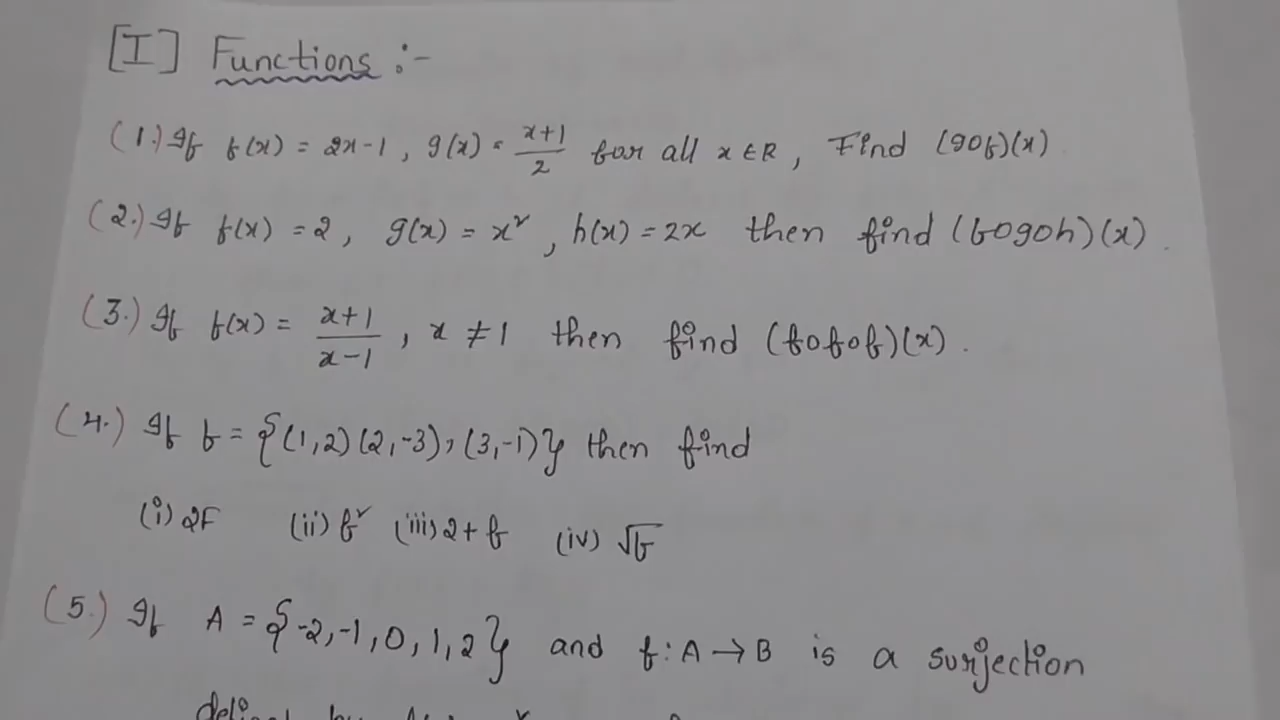 [I] Functions :-
(1.) If f(x) = 2x-1, g(x) = x+1/2 for all x∈R, Find (gof)(x)
(2.) If f(x) = 2, g(x) = x², h(x) = 2x then find (fogoh)(x).
(3.) If f(x) = x+1/x-1, x ≠ 1 then find (fofof)(x).
(4.) If f = {(1,2)(2,-3),(3,-1)} then find
(i) 2F (ii) f² (iii) 2+f (iv) √f
(5.) If A = {-2,-1,0,1,2} and f:A→B is a surjection